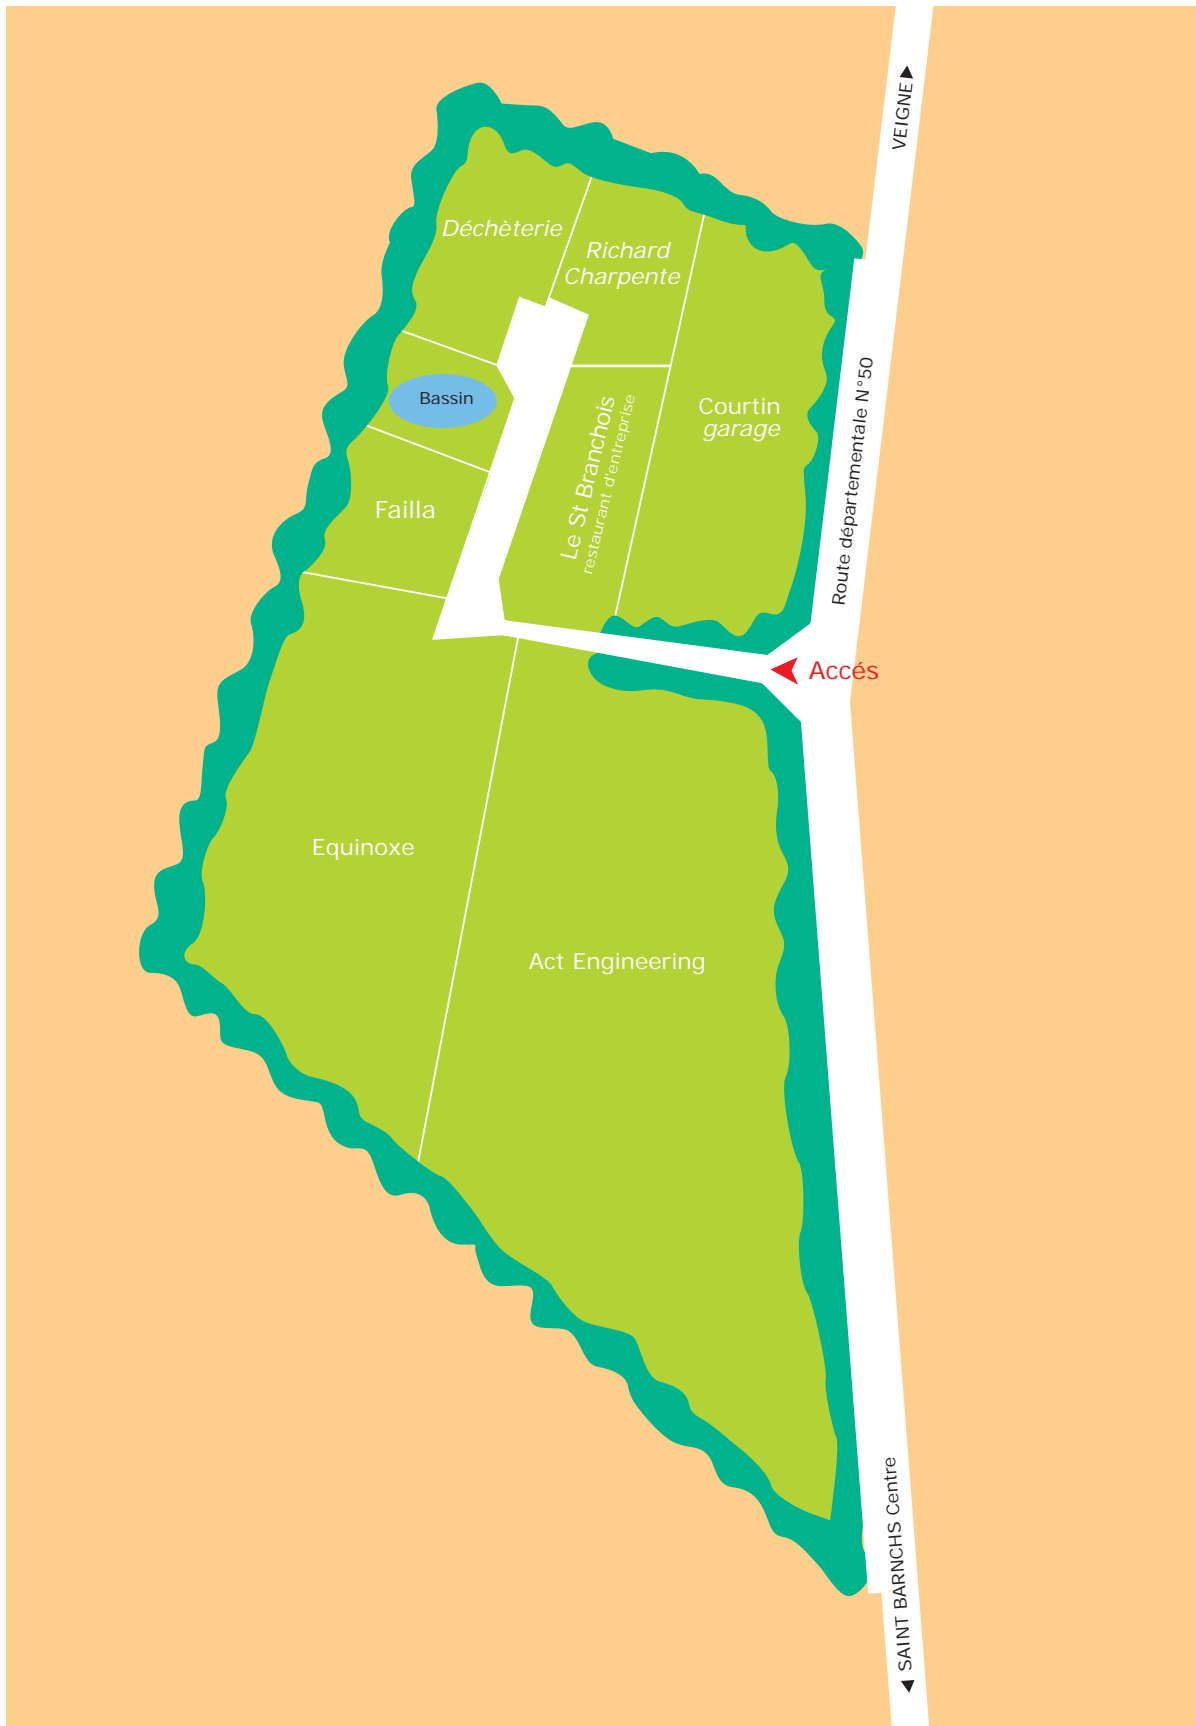 VEIGNE
Déchèterie
Richard
Charpente
Bassin
Courtin
garage
Route départementale N°50
Le St Branchois
restaurant d'entreprise
Failla
Accés
Equinoxe
Act Engineering
SAINT BARNCHS Centre